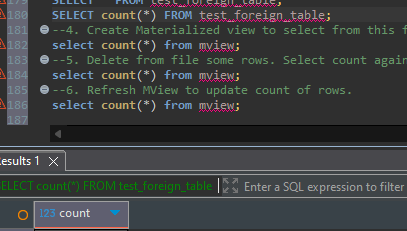 179 SELECT * FROM test_foreign_table;
180 SELECT count(*) FROM test_foreign_table;
181 --4. Create Materialized view to select from this f
182 select count(*) from mview;
183 --5. Delete from file some rows. Select count again
184 select count(*) from mview;
185 --6. Refresh MView to update count of rows.
186 select count(*) from mview;
187
Results 1
SELECT count(*) FROM test_foreign_table
Enter a SQL expression to filter
123 count